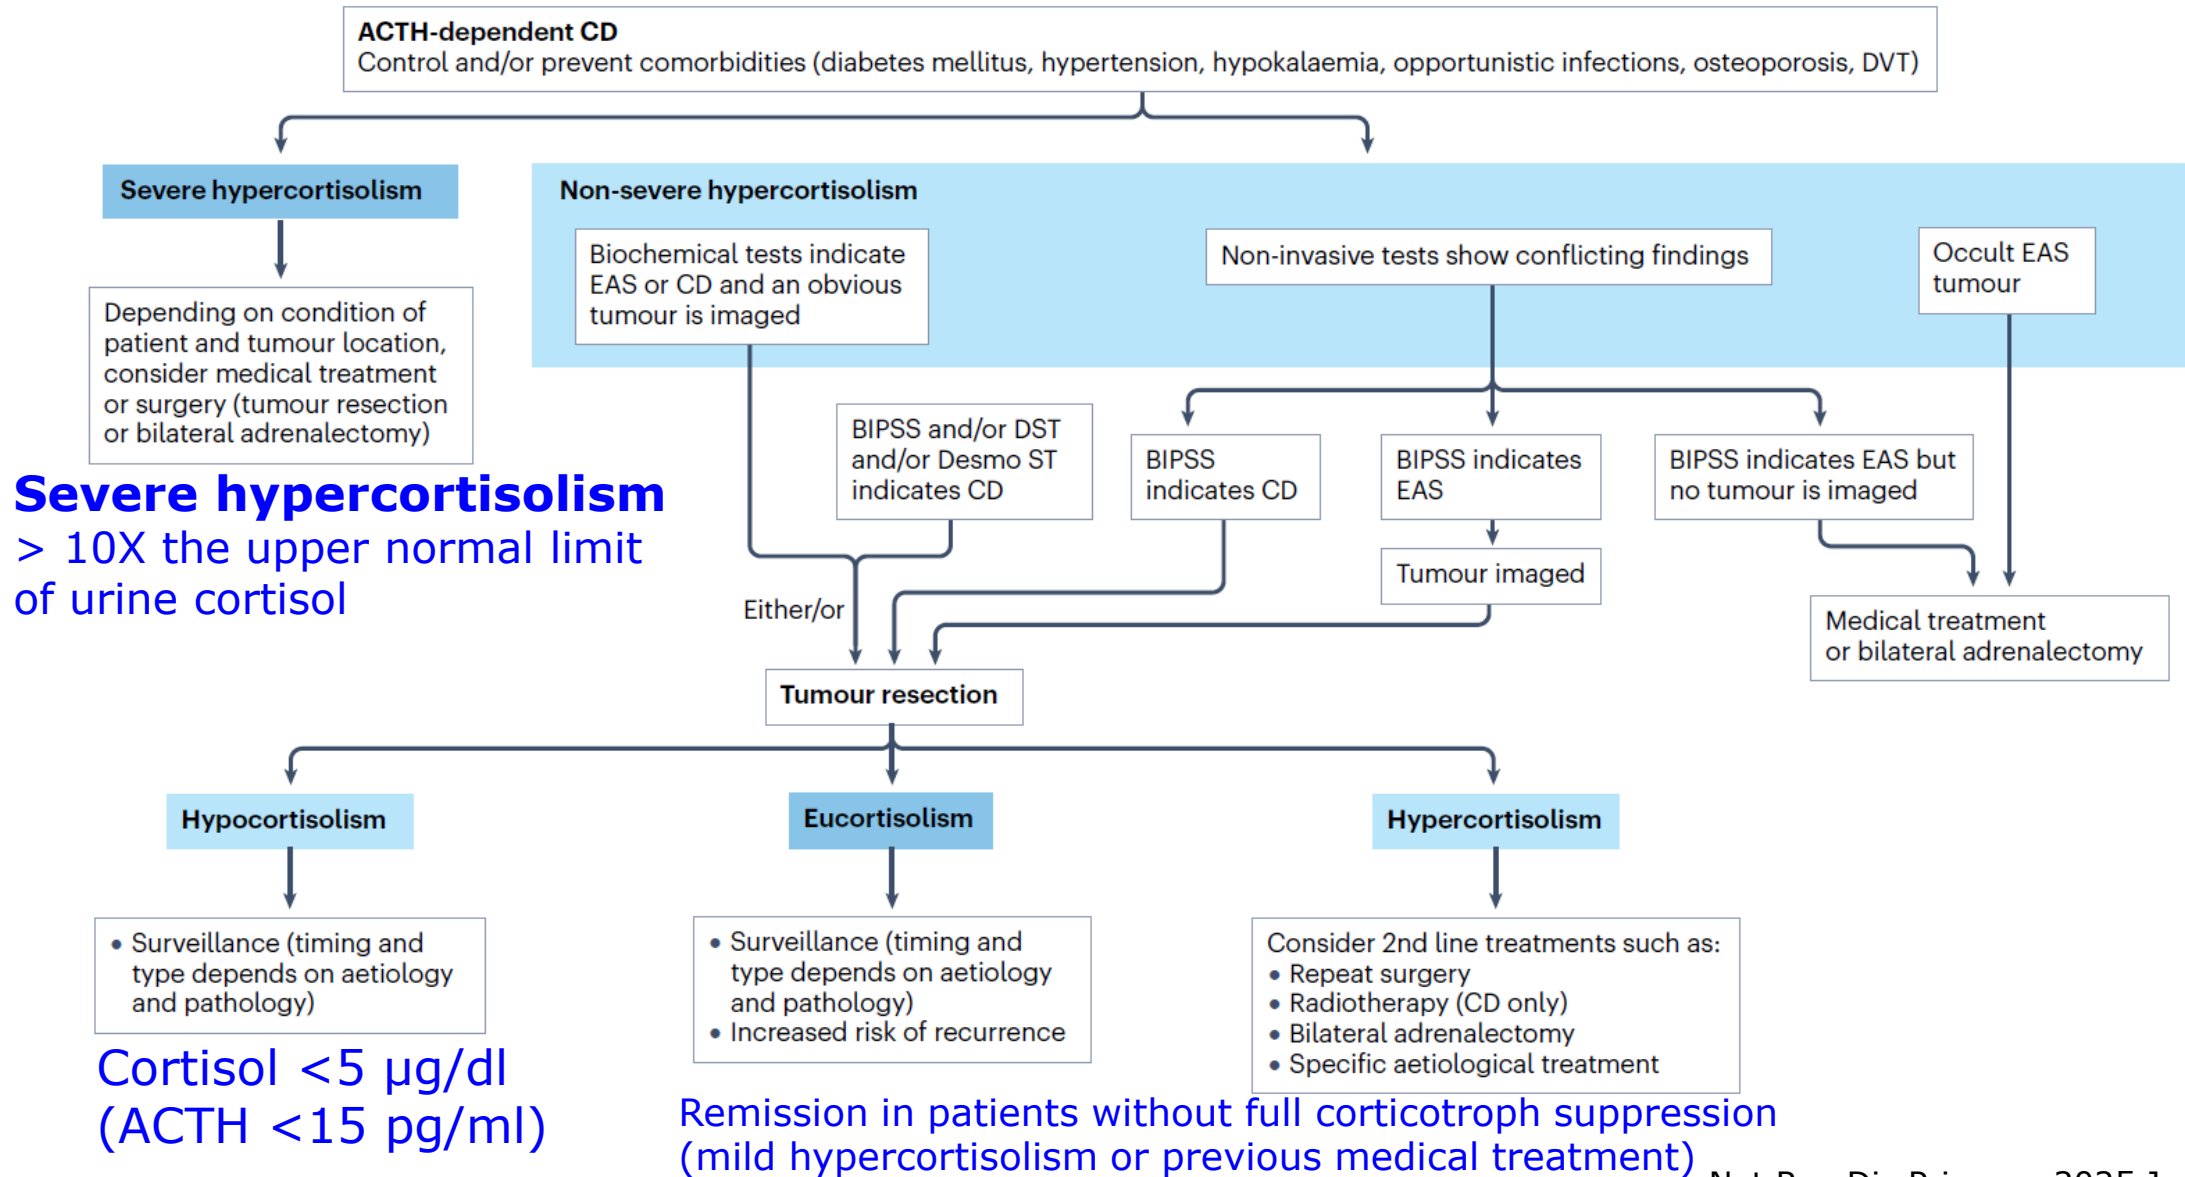 ACTH-dependent CD
Control and/or prevent comorbidities (diabetes mellitus, hypertension, hypokalaemia, opportunistic infections, osteoporosis, DVT)
Severe hypercortisolism
Non-severe hypercortisolism
Depending on condition of
patient and tumour location,
consider medical treatment
or surgery (tumour resection
or bilateral adrenalectomy)
Biochemical tests indicate
EAS or CD and an obvious
tumour is imaged
Non-invasive tests show conflicting findings
Occult EAS
tumour
BIPSS and/or DST
and/or Desmo ST
indicates CD
BIPSS
indicates CD
BIPSS indicates
EAS
BIPSS indicates EAS but
no tumour is imaged
Severe hypercortisolism
> 10X the upper normal limit
of urine cortisol
Tumour imaged
Either/or
Medical treatment
or bilateral adrenalectomy
Tumour resection
Hypocortisolism
Eucortisolism
Hypercortisolism
• Surveillance (timing and
type depends on aetiology
and pathology)
• Surveillance (timing and
type depends on aetiology
and pathology)
• Increased risk of recurrence
Consider 2nd line treatments such as:
• Repeat surgery
• Radiotherapy (CD only)
• Bilateral adrenalectomy
• Specific aetiological treatment
Cortisol <5 µg/dl
(ACTH <15 pg/ml)
Remission in patients without full corticotroph suppression
(mild hypercortisolism or previous medical treatment)